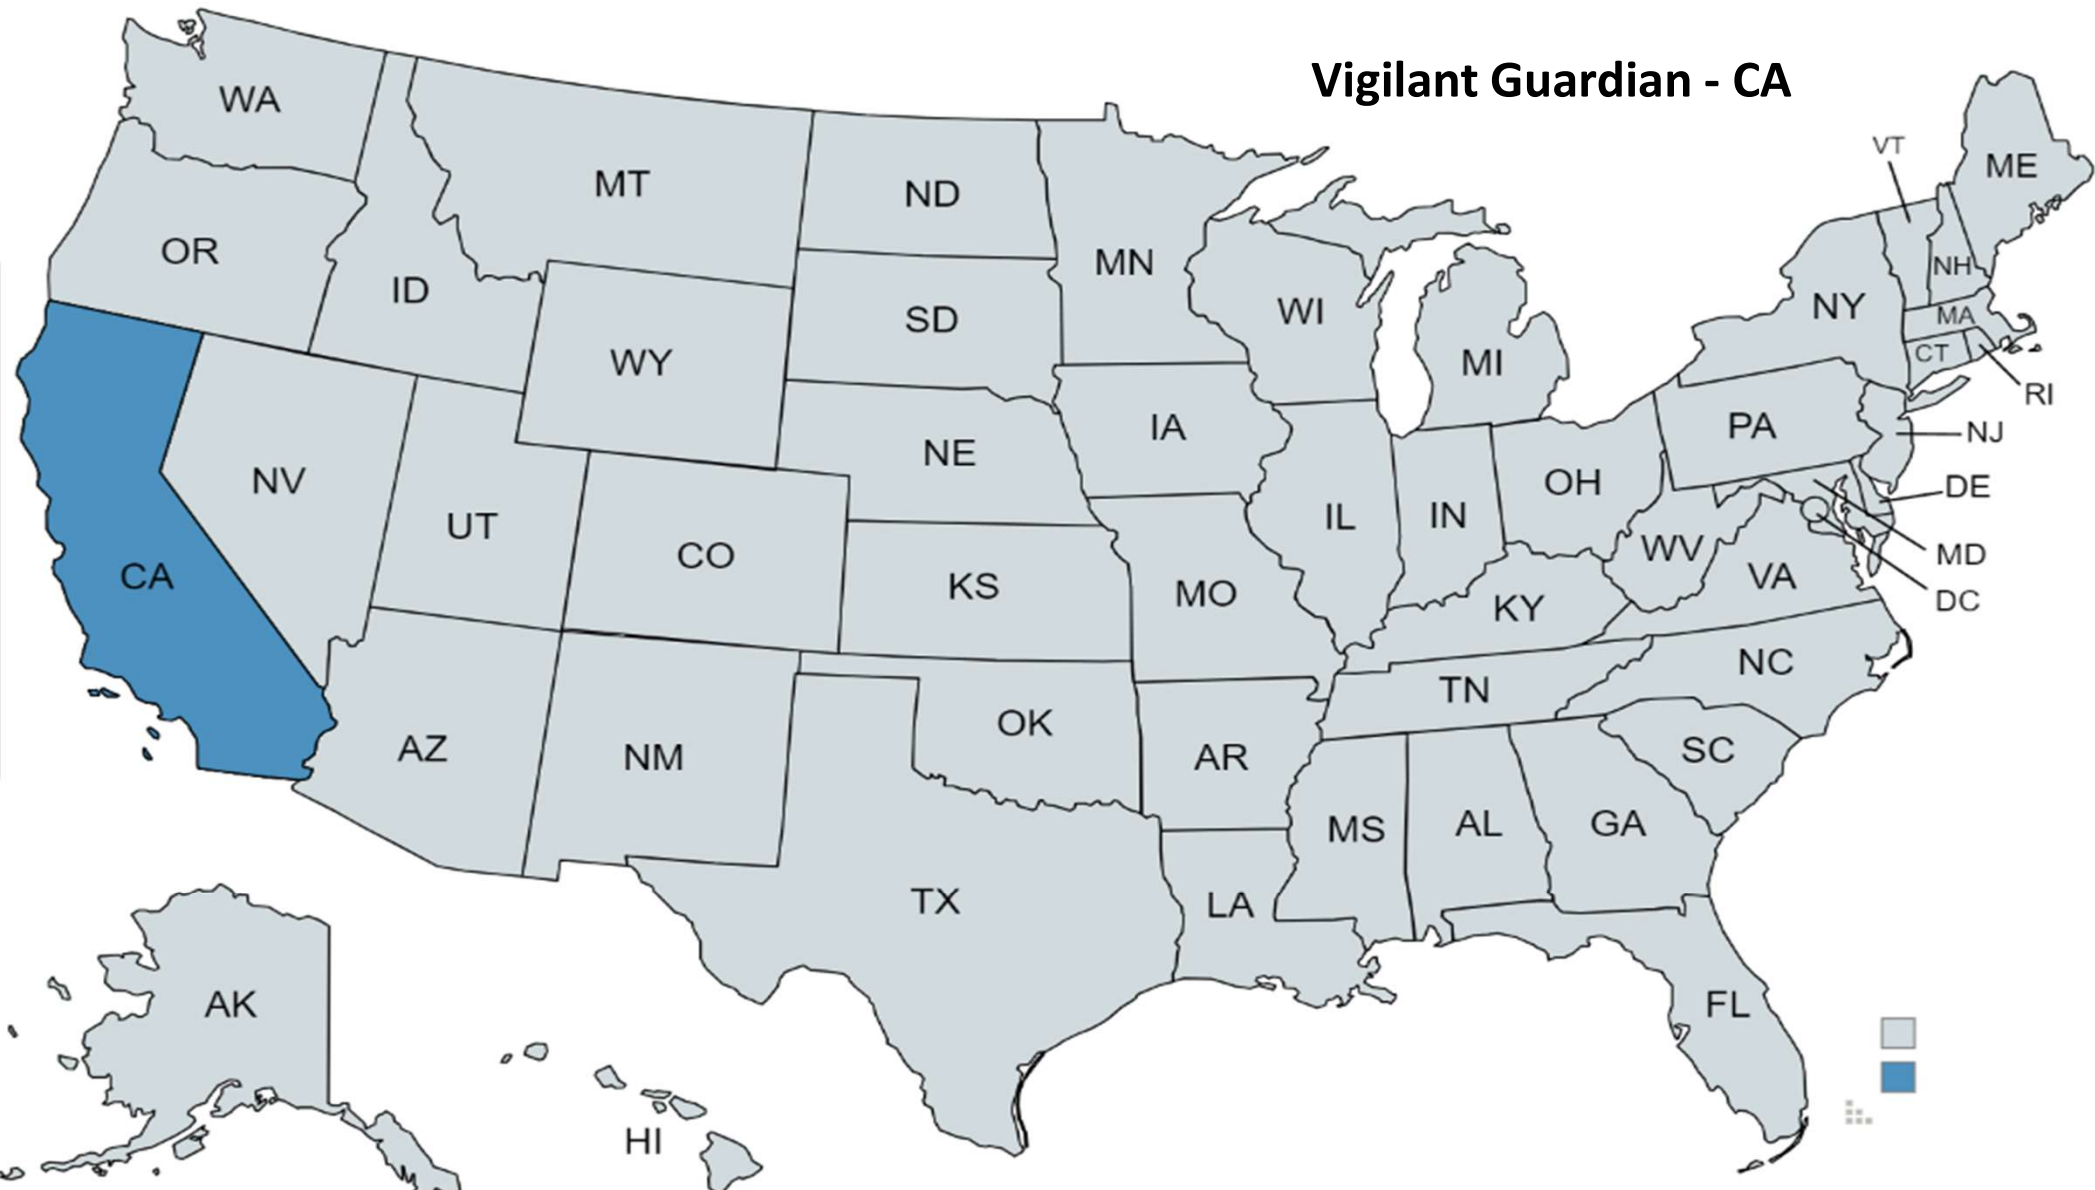 Vigilant Guardian - CA
WA
MT
ND
MN
VT
ME
OR
ID
SD
WI
NH
NY
MA
WY
MI
CT
RI
IA
PA
NJ
NE
NV
OH
DE
UT
IL
IN
CO
WV
MD
CA
KS
MO
VA
DC
KY
NC
TN
OK
AZ
NM
AR
SC
MS
AL
GA
TX
LA
AK
FL
HI